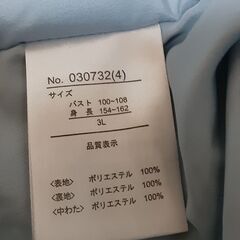 No. 030732(4)
サイズ
バスト 100~108
身 長 154~162
3L
品質表示
<表地> ポリエステル 100%
<裏地> ポリエステル 100%
<中わた> ポリエステル 100%